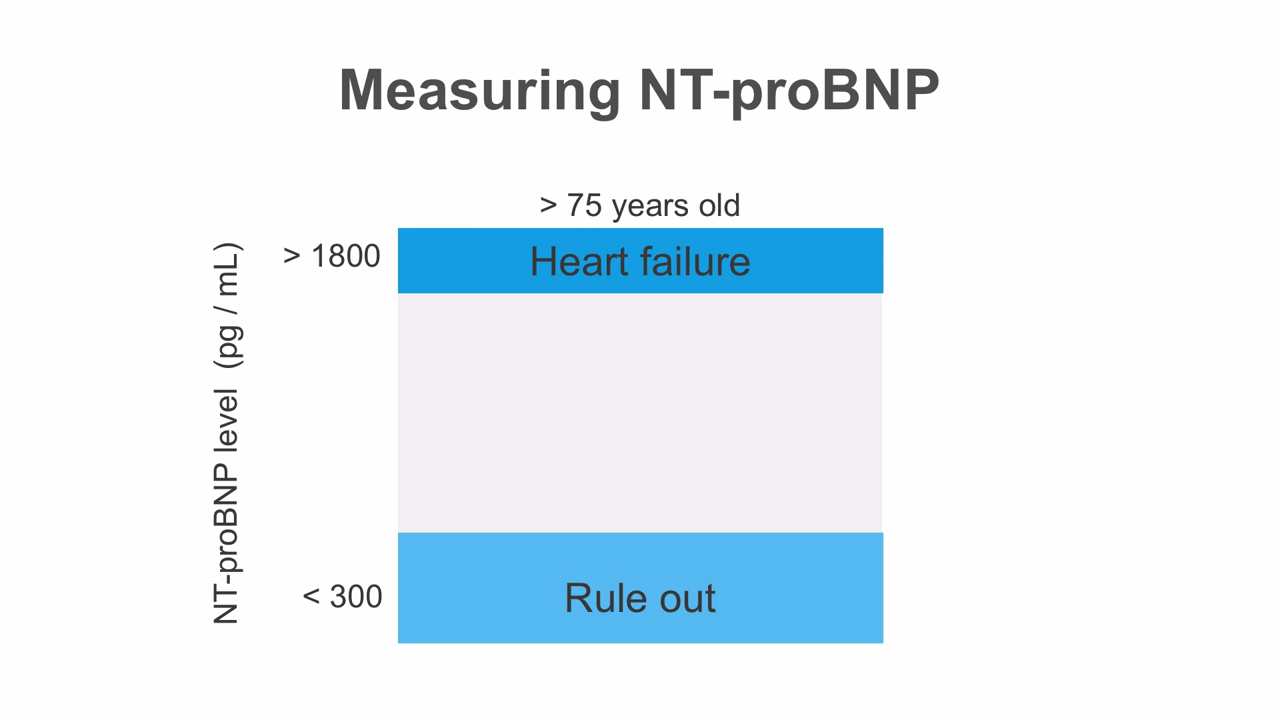 Measuring NT-proBNP
> 75 years old
> 1800
Heart failure
NT-proBNP level (pg / mL)
< 300
Rule out